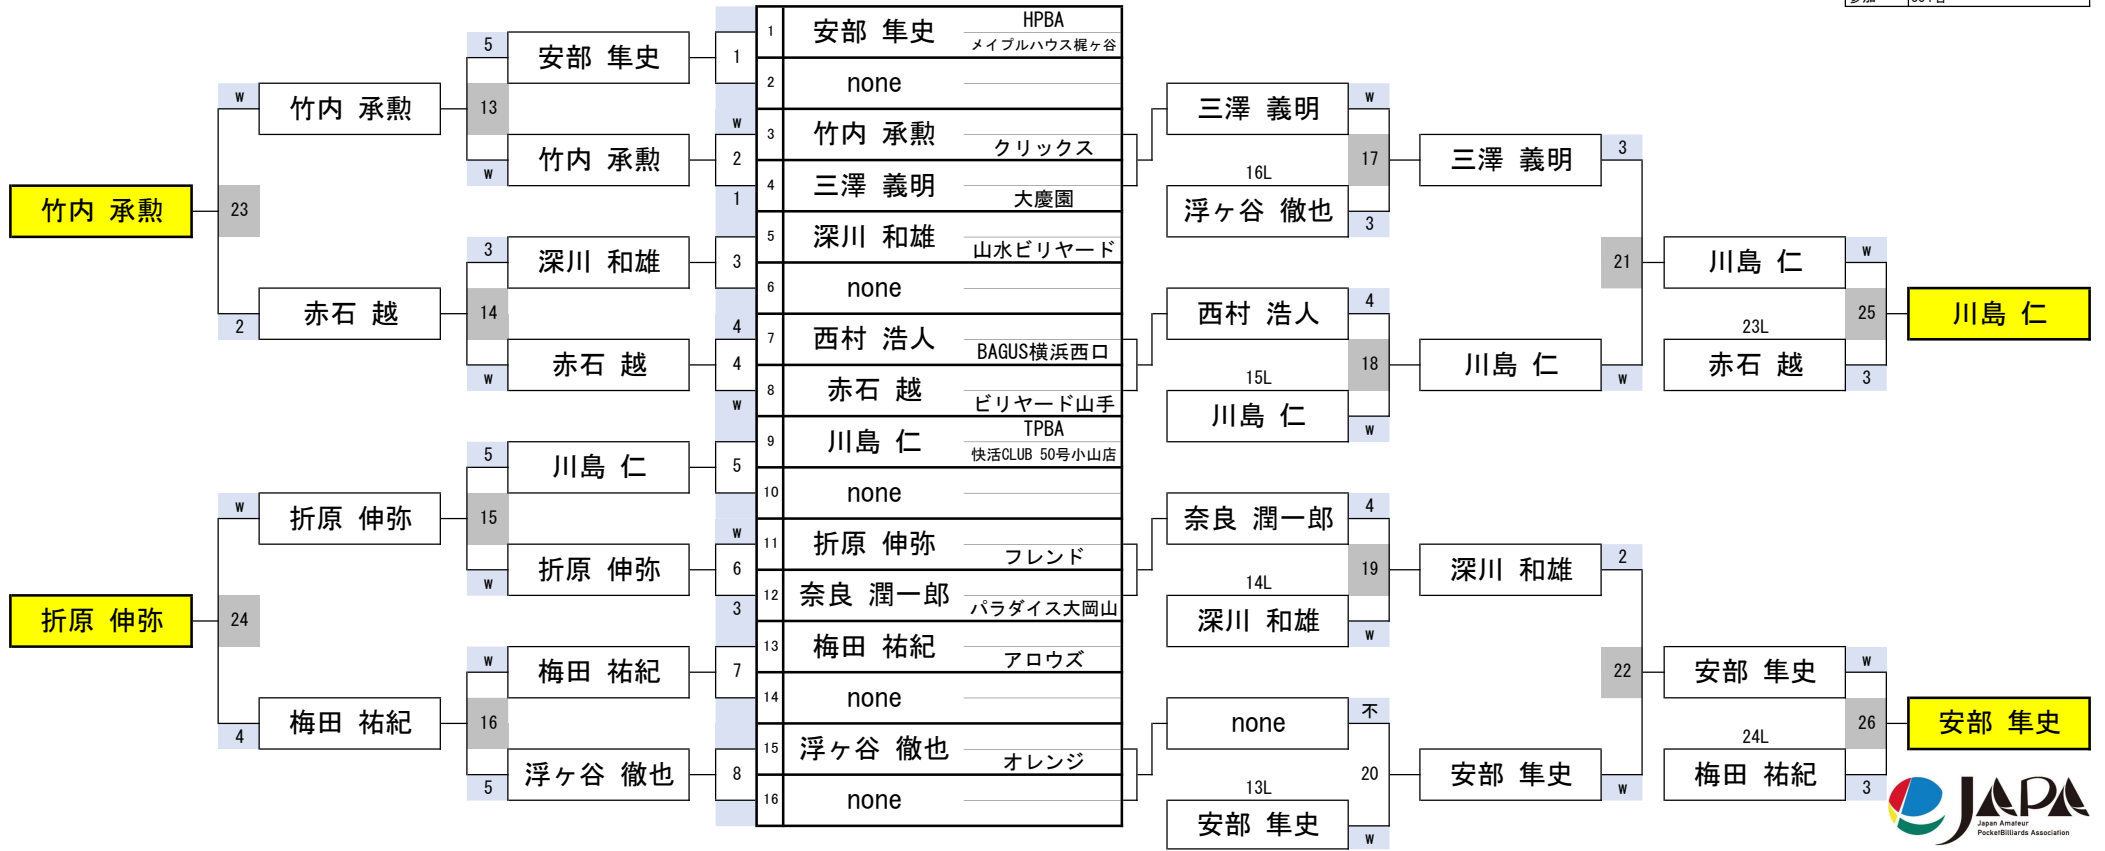 参加
5 安部 隼史 1
W 竹内 承勲 13
W 竹内 承勲 2
竹内 承勲 23
3 深川 和雄 3
2 赤石 越 14
W 赤石 越 4
5 川島 仁 5
W 折原 伸弥 15
W 折原 伸弥 6
折原 伸弥 24
W 梅田 祐紀 7
4 梅田 祐紀 16
5 浮ヶ谷 徹也 8
1 安部 隼史 HPBA
メイプルハウス梶ヶ谷
2 none
W
3 竹内 承勲 クリックス
4 三澤 義明 大慶園
1
5 深川 和雄 山水ビリヤード
6 none
4
7 西村 浩人 BAGUS横浜西口
8 赤石 越 ビリヤード山手
W
9 川島 仁 TPBA
快活CLUB 50号小山店
10 none
W
11 折原 伸弥 フレンド
12 奈良 潤一郎 パラダイス大岡山
3
13 梅田 祐紀 アロウズ
14 none
15 浮ヶ谷 徹也 オレンジ
16 none
三澤 義明 W
17
16L
浮ヶ谷 徹也 3
西村 浩人 4
18
15L
川島 仁 W
奈良 潤一郎 4
19
14L
深川 和雄 W
none 不
20
13L
安部 隼史 W
三澤 義明 3
21
川島 仁 W
深川 和雄 2
22
安部 隼史 W
川島 仁 W
25 川島 仁
23L
赤石 越 3
安部 隼史 W
26 安部 隼史
24L
梅田 祐紀 3
JAPA
Japan Amateur
PocketBilliards Association